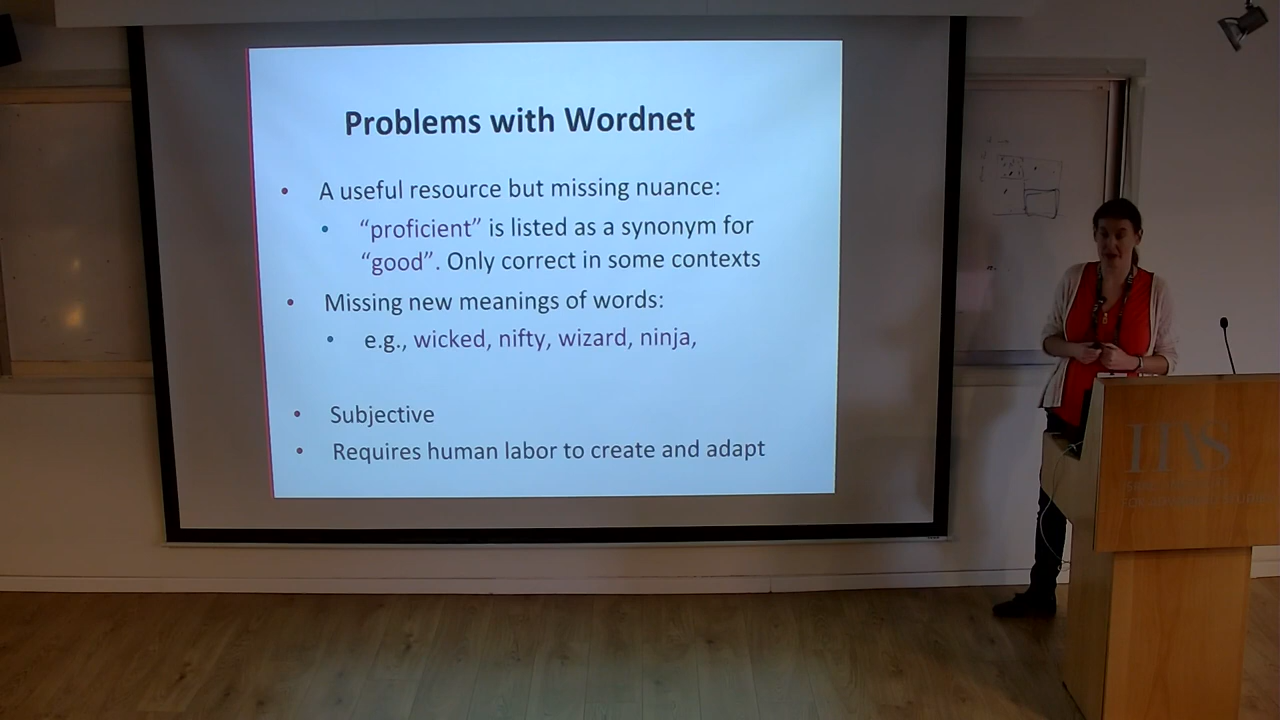 Problems with Wordnet
• A useful resource but missing nuance:
• “proficient” is listed as a synonym for
“good”. Only correct in some contexts
• Missing new meanings of words:
• e.g., wicked, nifty, wizard, ninja,
• Subjective
• Requires human labor to create and adapt
IIAS